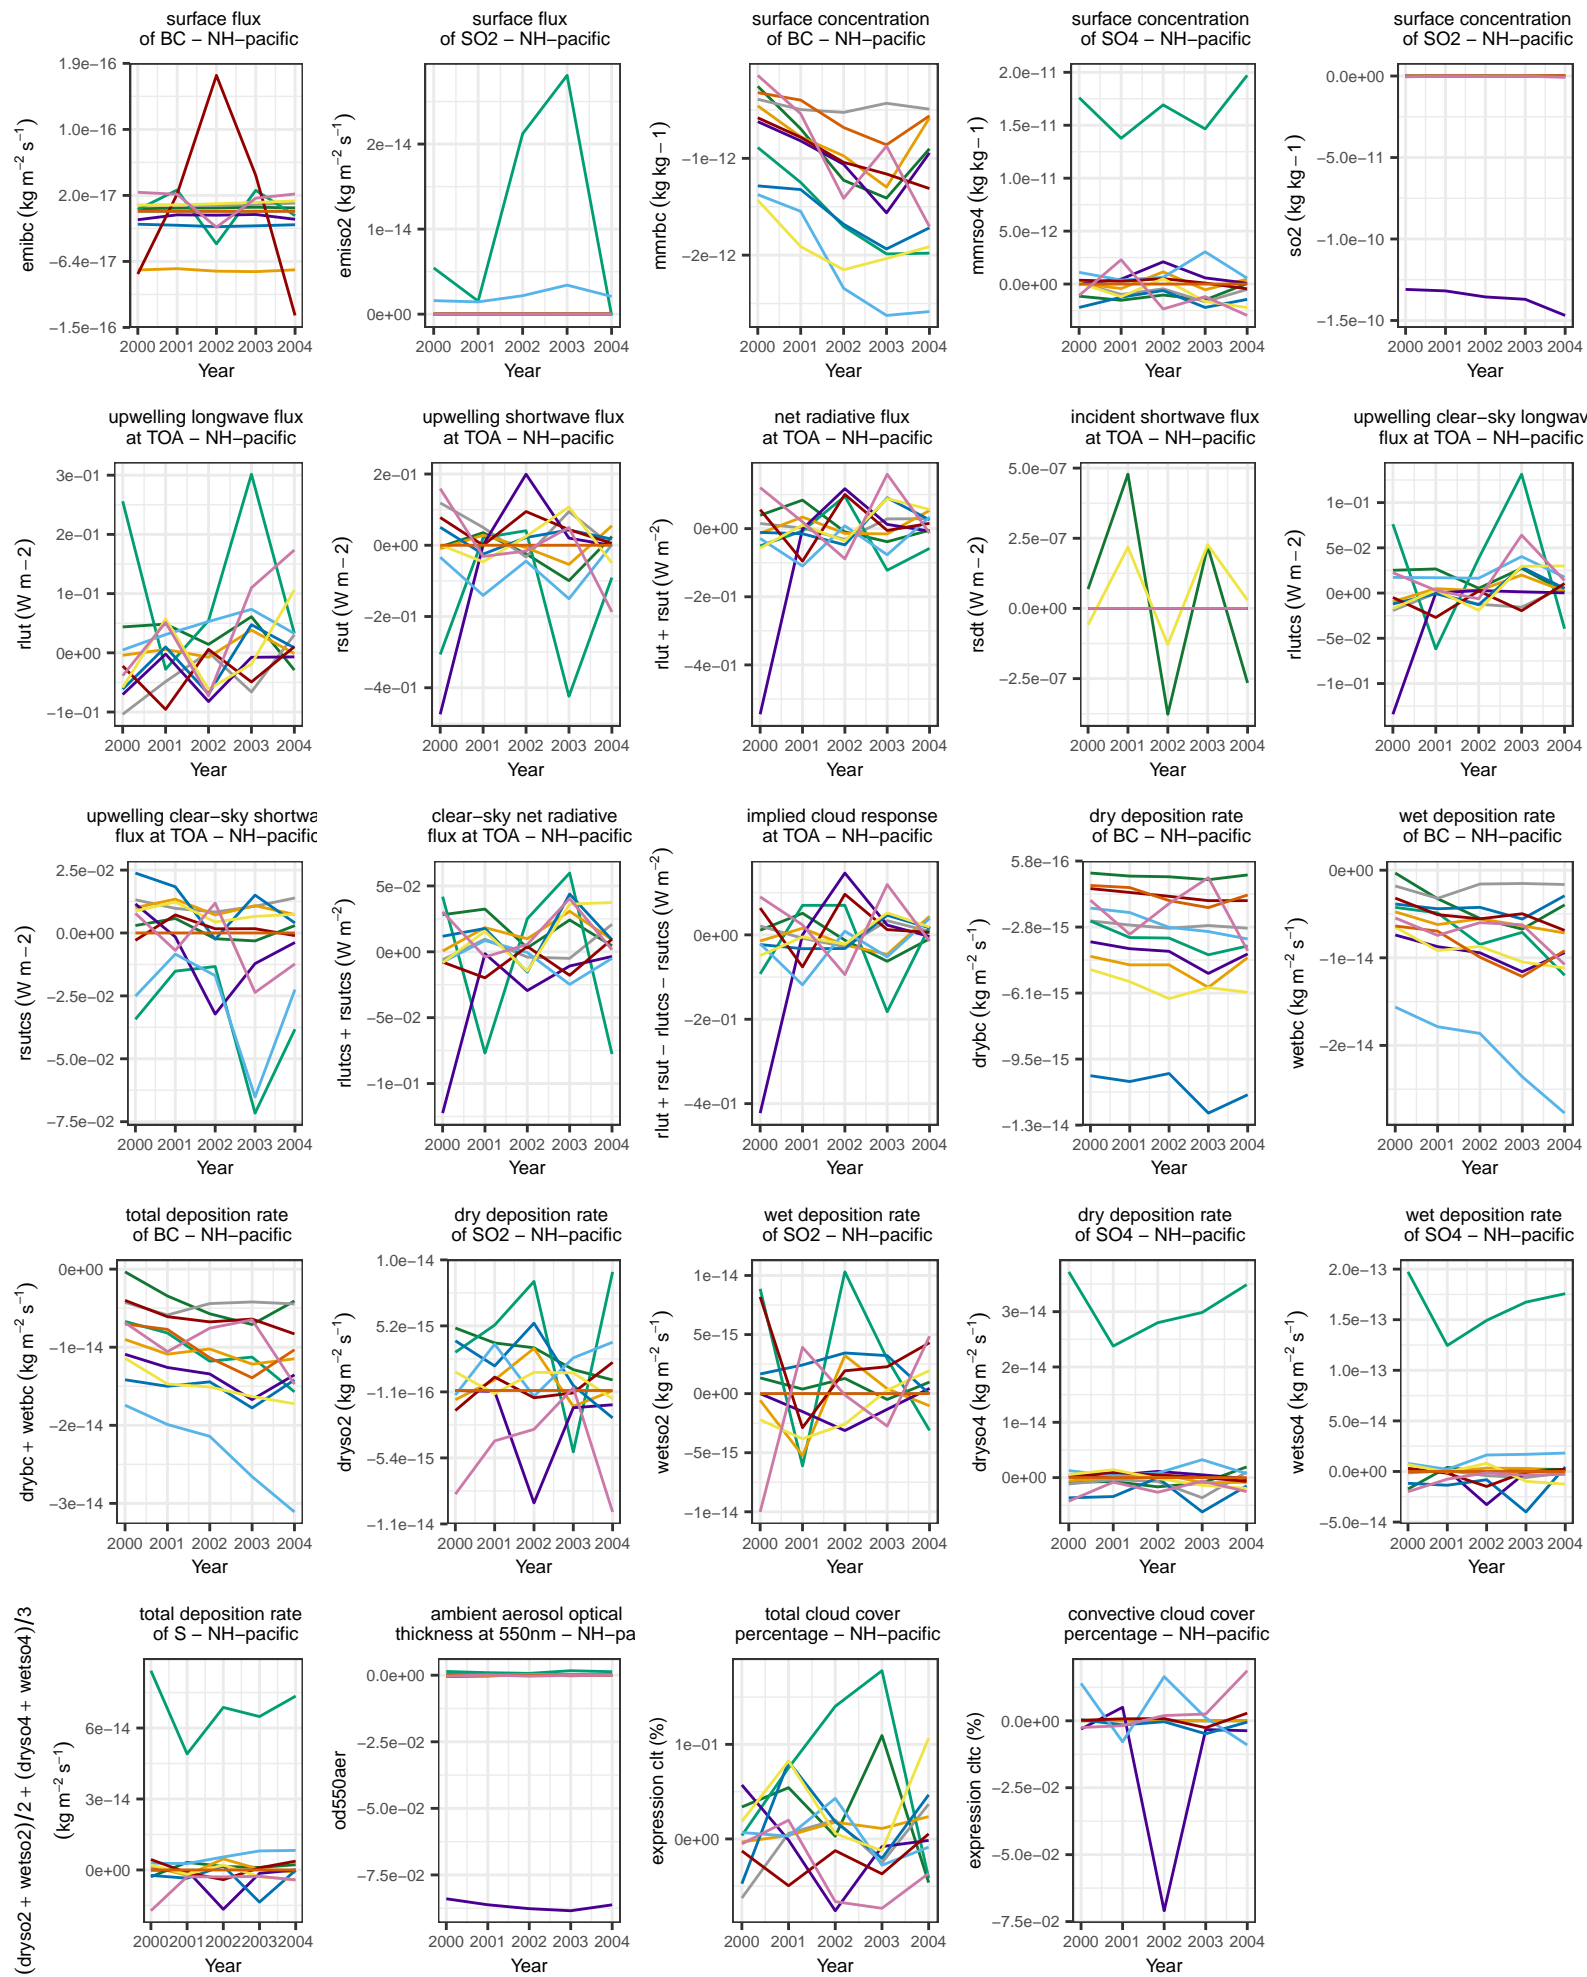 surface flux
of BC − NH−pacific
emibc (kg m−2 s−1)
1.9e−16
1.0e−16
2.0e−17
−6.4e−17
−1.5e−16
2000 2001 2002 2003 2004
Year
surface flux
of SO2 − NH−pacific
emiso2 (kg m−2 s−1)
2e−14
1e−14
0e+00
2000 2001 2002 2003 2004
Year
surface concentration
of BC − NH−pacific
mmrbc (kg kg−1)
−1e−12
−2e−12
2000 2001 2002 2003 2004
Year
surface concentration
of SO4 − NH−pacific
mmrso4 (kg kg−1)
2.0e−11
1.5e−11
1.0e−11
5.0e−12
0.0e+00
2000 2001 2002 2003 2004
Year
surface concentration
of SO2 − NH−pacific
so2 (kg kg−1)
0.0e+00
−5.0e−11
−1.0e−10
−1.5e−10
2000 2001 2002 2003 2004
Year
upwelling longwave flux
at TOA − NH−pacific
rlut (W m−2)
3e−01
2e−01
1e−01
0e+00
−1e−01
2000 2001 2002 2003 2004
Year
upwelling shortwave flux
at TOA − NH−pacific
rsut (W m−2)
2e−01
0e+00
−2e−01
−4e−01
2000 2001 2002 2003 2004
Year
net radiative flux
at TOA − NH−pacific
rlut + rsut (W m−2)
0e+00
−2e−01
−4e−01
2000 2001 2002 2003 2004
Year
incident shortwave flux
at TOA − NH−pacific
rsdt (W m−2)
5.0e−07
2.5e−07
0.0e+00
−2.5e−07
2000 2001 2002 2003 2004
Year
upwelling clear−sky longwav
flux at TOA − NH−pacific
rlutcs (W m−2)
1e−01
5e−02
0e+00
−5e−02
−1e−01
2000 2001 2002 2003 2004
Year
upwelling clear−sky shortwa
flux at TOA − NH−pacific
rsutcs (W m−2)
2.5e−02
0.0e+00
−2.5e−02
−5.0e−02
−7.5e−02
2000 2001 2002 2003 2004
Year
clear−sky net radiative
flux at TOA − NH−pacific
rlutcs + rsutcs (W m−2)
5e−02
0e+00
−5e−02
−1e−01
2000 2001 2002 2003 2004
Year
implied cloud response
at TOA − NH−pacific
rlut + rsut − rlutcs − rsutcs (W m−2)
0e+00
−2e−01
−4e−01
2000 2001 2002 2003 2004
Year
dry deposition rate
of BC − NH−pacific
drybc (kg m−2 s−1)
5.8e−16
−2.8e−15
−6.1e−15
−9.5e−15
−1.3e−14
2000 2001 2002 2003 2004
Year
wet deposition rate
of BC − NH−pacific
wetbc (kg m−2 s−1)
0e+00
−1e−14
−2e−14
2000 2001 2002 2003 2004
Year
total deposition rate
of BC − NH−pacific
drybc + wetbc (kg m−2 s−1)
0e+00
−1e−14
−2e−14
−3e−14
2000 2001 2002 2003 2004
Year
dry deposition rate
of SO2 − NH−pacific
dryso2 (kg m−2 s−1)
1.0e−14
5.2e−15
−1.1e−16
−5.4e−15
−1.1e−14
2000 2001 2002 2003 2004
Year
wet deposition rate
of SO2 − NH−pacific
wetso2 (kg m−2 s−1)
1e−14
5e−15
0e+00
−5e−15
−1e−14
2000 2001 2002 2003 2004
Year
dry deposition rate
of SO4 − NH−pacific
dryso4 (kg m−2 s−1)
3e−14
2e−14
1e−14
0e+00
2000 2001 2002 2003 2004
Year
wet deposition rate
of SO4 − NH−pacific
wetso4 (kg m−2 s−1)
2.0e−13
1.5e−13
1.0e−13
5.0e−14
0.0e+00
−5.0e−14
2000 2001 2002 2003 2004
Year
total deposition rate
of S − NH−pacific
(dryso2 + wetso2)/2 + (dryso4 + wetso4)/3
(kg m−2 s−1)
6e−14
3e−14
0e+00
2000 2001 2002 2003 2004
Year
ambient aerosol optical
thickness at 550nm − NH−pa
od550aer
0.0e+00
−2.5e−02
−5.0e−02
−7.5e−02
2000 2001 2002 2003 2004
Year
total cloud cover
percentage − NH−pacific
expression clt (%)
1e−01
0e+00
2000 2001 2002 2003 2004
Year
convective cloud cover
percentage − NH−pacific
expression cltc (%)
0.0e+00
−2.5e−02
−5.0e−02
−7.5e−02
2000 2001 2002 2003 2004
Year